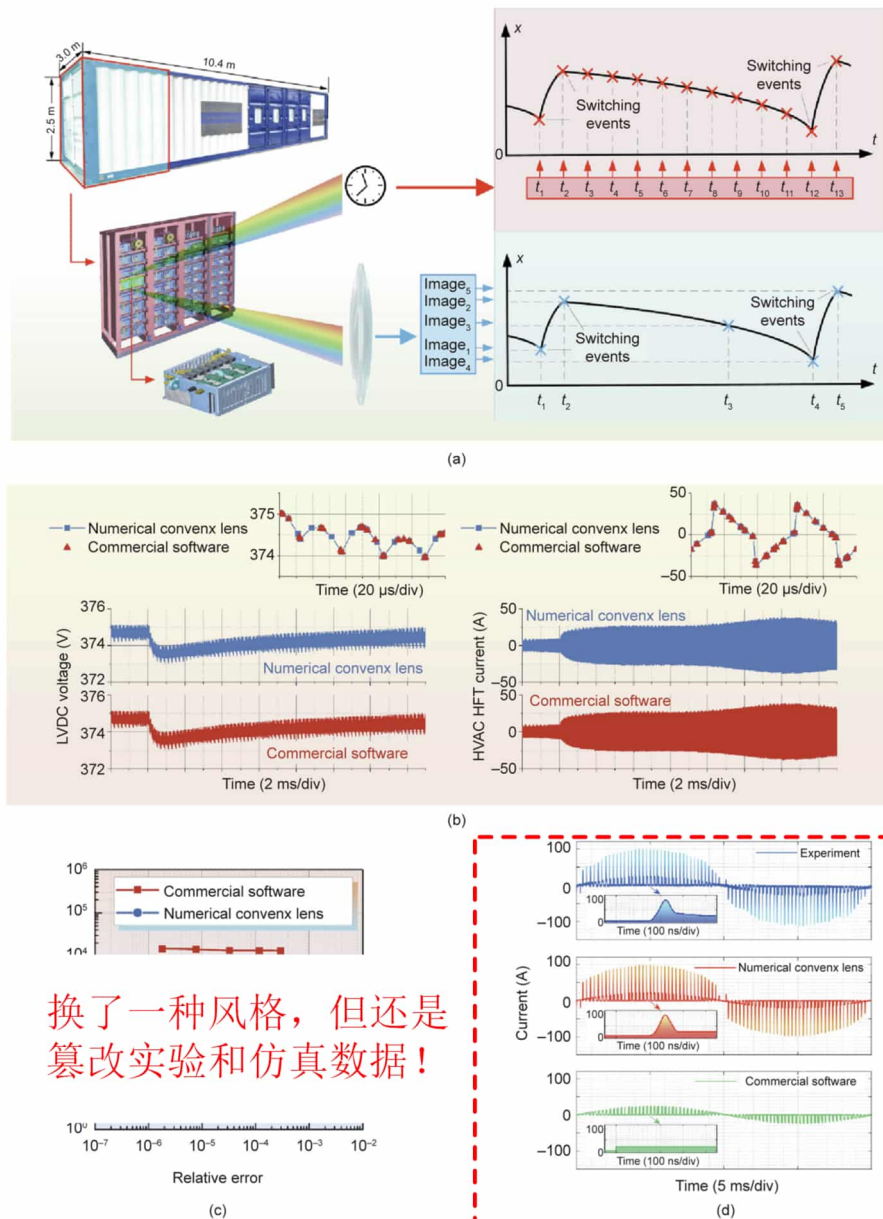 3.0 m
10.4 m
2.5 m
x
Switching
events
Switching
events
0
t
t1 t2 t3 t4 t5 t6 t7 t8 t9 t10 t11 t12 t13
Image5
Image2
Image3
Image1
Image4
x
Switching
events
Switching
events
0
t
t1 t2 t3 t4 t5
(a)
Numerical convenx lens
Commercial software
375
374
Time (20 μs/div)
376
374
372
Numerical convenx lens
376
374
372
Commercial software
LVDC voltage (V)
Time (2 ms/div)
Numerical convenx lens
Commercial software
50
0
−50
Time (20 μs/div)
50
0
−50
Numerical convenx lens
50
0
−50
Commercial software
HVAC HFT current (A)
Time (2 ms/div)
(b)
10^6
10^5
10^4
Commercial software
Numerical convenx lens
换了一种风格，但还是
篡改实验和仿真数据！
10^0
10^−7 10^−6 10^−5 10^−4 10^−3 10^−2
Relative error
(c)
100
0
−100
Experiment
100
0
Time (100 ns/div)
100
0
−100
Numerical convenx lens
100
0
Time (100 ns/div)
100
0
−100
Commercial software
100
0
Time (100 ns/div)
Current (A)
Time (5 ms/div)
(d)